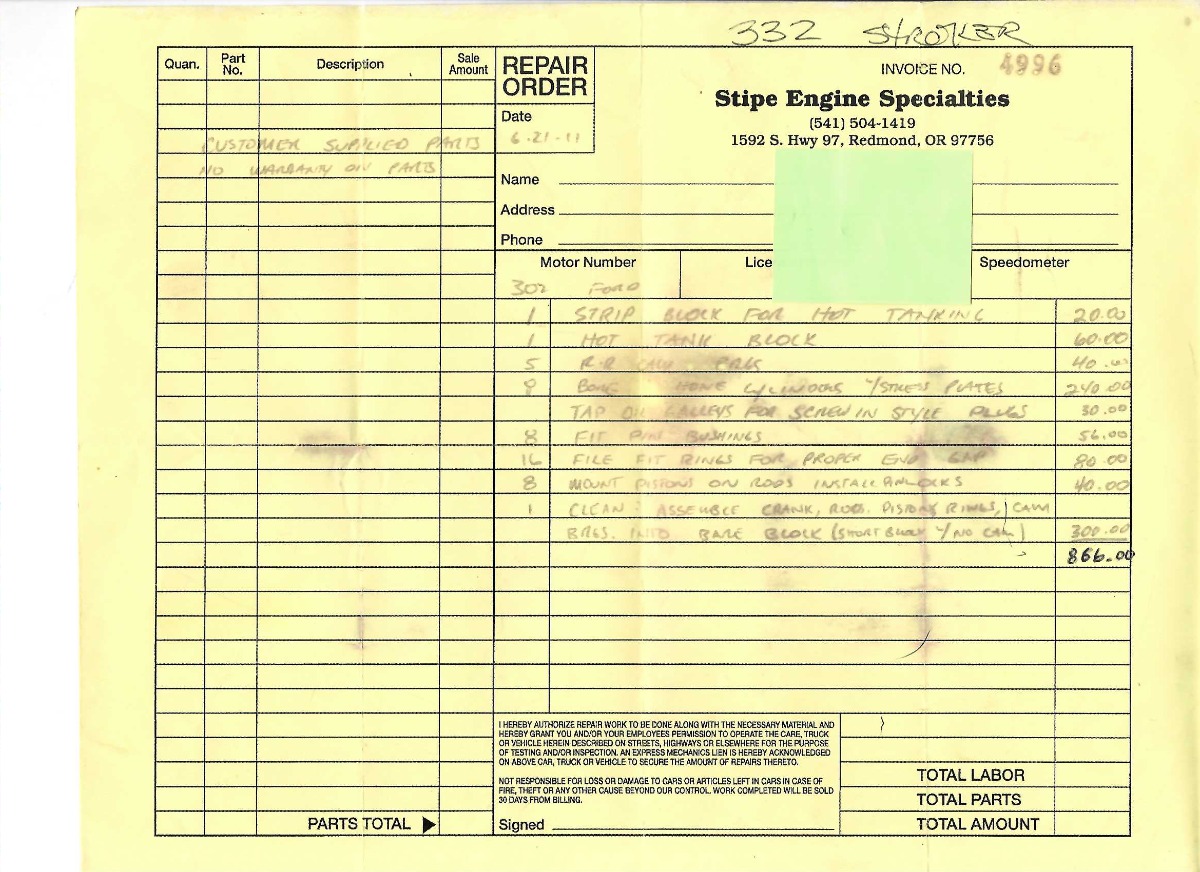 332 STROKER
Quan. Part No. Description Sale Amount
REPAIR ORDER
INVOICE NO. 4996
Stipe Engine Specialties
(541) 504-1419
1592 S. Hwy 97, Redmond, OR 97756
Date
6-21-11
CUSTOMER SUPPLIED PARTS
NO WARRANTY ON PARTS
Name
Address
Phone
Motor Number Lice Speedometer
302 FORD
1 STRIP BLOCK FOR HOT TANKING 20.00
1 HOT TANK BLOCK 60.00
5 R-R CAM 40.00
8 BORE HONE CYLINDERS W/STRESS PLATES 240.00
TAP OIL GALLEYS FOR SCREW IN STYLE PLUGS 30.00
8 FIT PIN BUSHINGS 56.00
16 FILE FIT RINGS FOR PROPER END GAP 80.00
8 MOUNT PISTONS ON RODS INSTALL PINLOCKS 40.00
1 CLEAN : ASSEMBLE CRANK, RODS, PISTONS RINGS, CAM
BRGS. INTO BARE BLOCK (SHORT BLOCK W/NO CAM) 300.00
866.00
I HEREBY AUTHORIZE REPAIR WORK TO BE DONE ALONG WITH THE NECESSARY MATERIAL AND
HEREBY GRANT YOU AND/OR YOUR EMPLOYEES PERMISSION TO OPERATE THE CARE, TRUCK
OR VEHICLE HEREIN DESCRIBED ON STREETS, HIGHWAYS OR ELSEWHERE FOR THE PURPOSE
OF TESTING AND/OR INSPECTION. AN EXPRESS MECHANICS LIEN IS HEREBY ACKNOWLEDGED
ON ABOVE CAR, TRUCK OR VEHICLE TO SECURE THE AMOUNT OF REPAIRS THERETO.
NOT RESPONSIBLE FOR LOSS OR DAMAGE TO CARS OR ARTICLES LEFT IN CARS IN CASE OF
FIRE, THEFT OR ANY OTHER CAUSE BEYOND OUR CONTROL. WORK COMPLETED WILL BE SOLD
30 DAYS FROM BILLING.
Signed
PARTS TOTAL
TOTAL LABOR
TOTAL PARTS
TOTAL AMOUNT